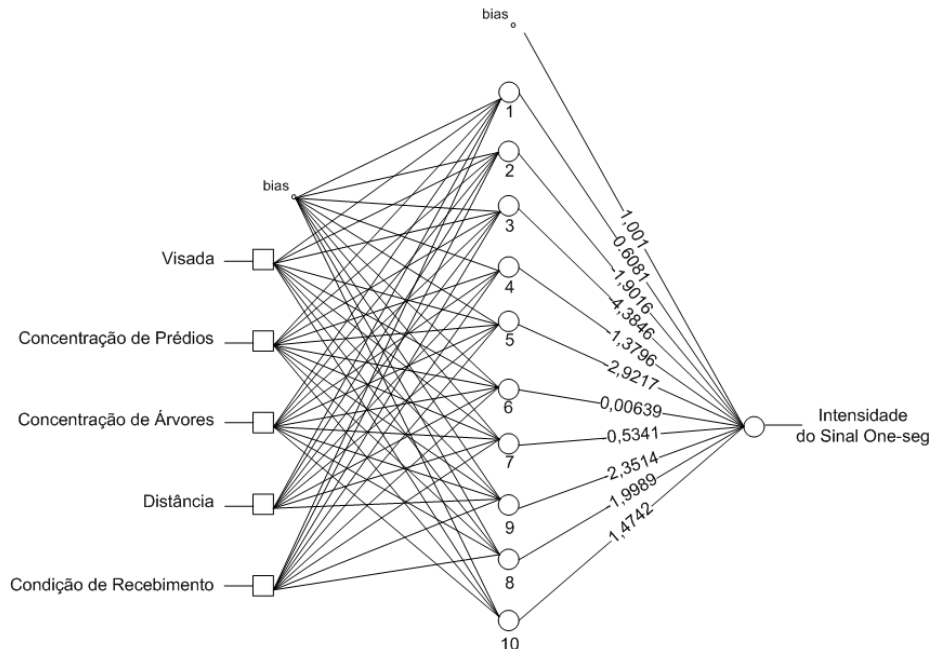 bias
1
2
bias
3
Visada
4
Concentração de Prédios
5
Concentração de Árvores
6
7
Distância
9
Condição de Recebimento
8
10
1,001
0.6081
-1,9016
-4,3846
1,3796
2,9217
0,00639
0,5341
2,3514
1,9989
1,4742
Intensidade
do Sinal One-seg